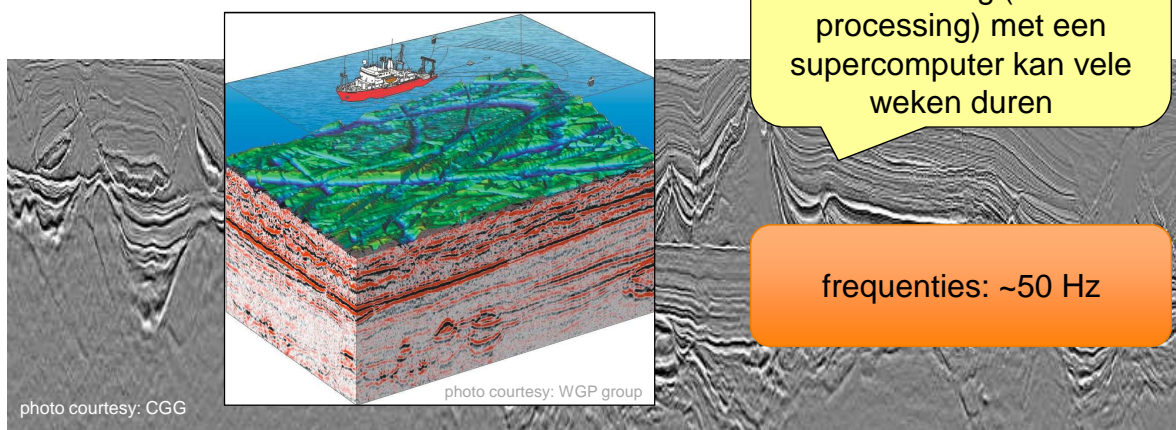 processing) met een
supercomputer kan vele
weken duren
frequenties: ~50 Hz
photo courtesy: WGP group
photo courtesy: CGG